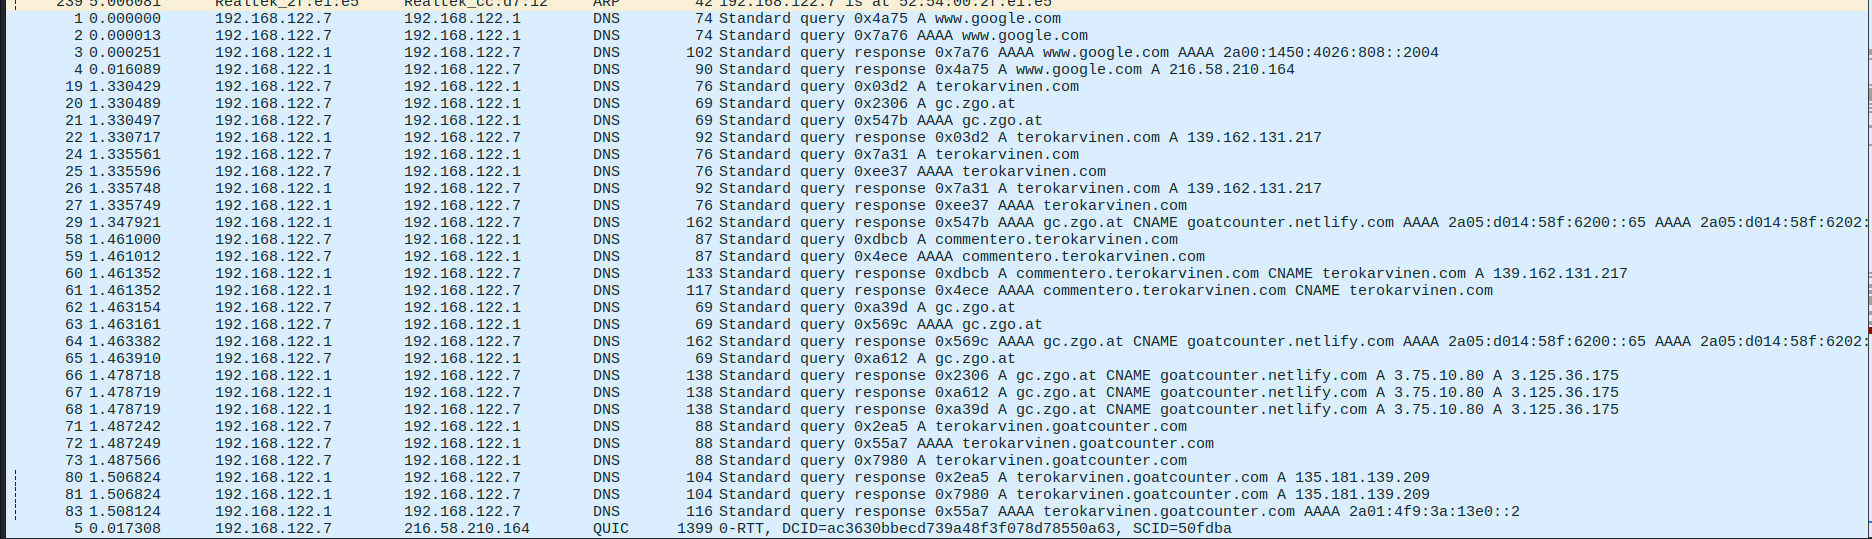 239 5.006081 Realtek_2f:e1:e5 Realtek_cc:d7:12 ARP 42 192.168.122.7 is at 52:54:00:2f:e1:e5
1 0.000000 192.168.122.7 192.168.122.1 DNS 74 Standard query 0x4a75 A www.google.com
2 0.000013 192.168.122.7 192.168.122.1 DNS 74 Standard query 0x7a76 AAAA www.google.com
3 0.000251 192.168.122.1 192.168.122.7 DNS 102 Standard query response 0x7a76 AAAA www.google.com AAAA 2a00:1450:4026:808::2004
4 0.016089 192.168.122.1 192.168.122.7 DNS 90 Standard query response 0x4a75 A www.google.com A 216.58.210.164
19 1.330429 192.168.122.7 192.168.122.1 DNS 76 Standard query 0x03d2 A terokarvinen.com
20 1.330489 192.168.122.7 192.168.122.1 DNS 69 Standard query 0x2306 A gc.zgo.at
21 1.330497 192.168.122.7 192.168.122.1 DNS 69 Standard query 0x547b AAAA gc.zgo.at
22 1.330717 192.168.122.1 192.168.122.7 DNS 92 Standard query response 0x03d2 A terokarvinen.com A 139.162.131.217
24 1.335561 192.168.122.7 192.168.122.1 DNS 76 Standard query 0x7a31 A terokarvinen.com
25 1.335596 192.168.122.7 192.168.122.1 DNS 76 Standard query 0xee37 AAAA terokarvinen.com
26 1.335748 192.168.122.1 192.168.122.7 DNS 92 Standard query response 0x7a31 A terokarvinen.com A 139.162.131.217
27 1.335749 192.168.122.1 192.168.122.7 DNS 76 Standard query response 0xee37 AAAA terokarvinen.com
29 1.347921 192.168.122.1 192.168.122.7 DNS 162 Standard query response 0x547b AAAA gc.zgo.at CNAME goatcounter.netlify.com AAAA 2a05:d014:58f:6200::65 AAAA 2a05:d014:58f:6202:
58 1.461000 192.168.122.7 192.168.122.1 DNS 87 Standard query 0xdbcb A commentero.terokarvinen.com
59 1.461012 192.168.122.7 192.168.122.1 DNS 87 Standard query 0x4ece AAAA commentero.terokarvinen.com
60 1.461352 192.168.122.1 192.168.122.7 DNS 133 Standard query response 0xdbcb A commentero.terokarvinen.com CNAME terokarvinen.com A 139.162.131.217
61 1.461352 192.168.122.1 192.168.122.7 DNS 117 Standard query response 0x4ece AAAA commentero.terokarvinen.com CNAME terokarvinen.com
62 1.463154 192.168.122.7 192.168.122.1 DNS 69 Standard query 0xa39d A gc.zgo.at
63 1.463161 192.168.122.7 192.168.122.1 DNS 69 Standard query 0x569c AAAA gc.zgo.at
64 1.463382 192.168.122.1 192.168.122.7 DNS 162 Standard query response 0x569c AAAA gc.zgo.at CNAME goatcounter.netlify.com AAAA 2a05:d014:58f:6200::65 AAAA 2a05:d014:58f:6202:
65 1.463910 192.168.122.7 192.168.122.1 DNS 69 Standard query 0xa612 A gc.zgo.at
66 1.478718 192.168.122.1 192.168.122.7 DNS 138 Standard query response 0x2306 A gc.zgo.at CNAME goatcounter.netlify.com A 3.75.10.80 A 3.125.36.175
67 1.478719 192.168.122.1 192.168.122.7 DNS 138 Standard query response 0xa612 A gc.zgo.at CNAME goatcounter.netlify.com A 3.75.10.80 A 3.125.36.175
68 1.478719 192.168.122.1 192.168.122.7 DNS 138 Standard query response 0xa39d A gc.zgo.at CNAME goatcounter.netlify.com A 3.75.10.80 A 3.125.36.175
71 1.487242 192.168.122.7 192.168.122.1 DNS 88 Standard query 0x2ea5 A terokarvinen.goatcounter.com
72 1.487249 192.168.122.7 192.168.122.1 DNS 88 Standard query 0x55a7 AAAA terokarvinen.goatcounter.com
73 1.487566 192.168.122.7 192.168.122.1 DNS 88 Standard query 0x7980 A terokarvinen.goatcounter.com
80 1.506824 192.168.122.1 192.168.122.7 DNS 104 Standard query response 0x2ea5 A terokarvinen.goatcounter.com A 135.181.139.209
81 1.506824 192.168.122.1 192.168.122.7 DNS 104 Standard query response 0x7980 A terokarvinen.goatcounter.com A 135.181.139.209
83 1.508124 192.168.122.1 192.168.122.7 DNS 116 Standard query response 0x55a7 AAAA terokarvinen.goatcounter.com AAAA 2a01:4f9:3a:13e0::2
5 0.017308 192.168.122.7 216.58.210.164 QUIC 1399 0-RTT, DCID=ac3630bbecd739a48f3f078d78550a63, SCID=50fdba